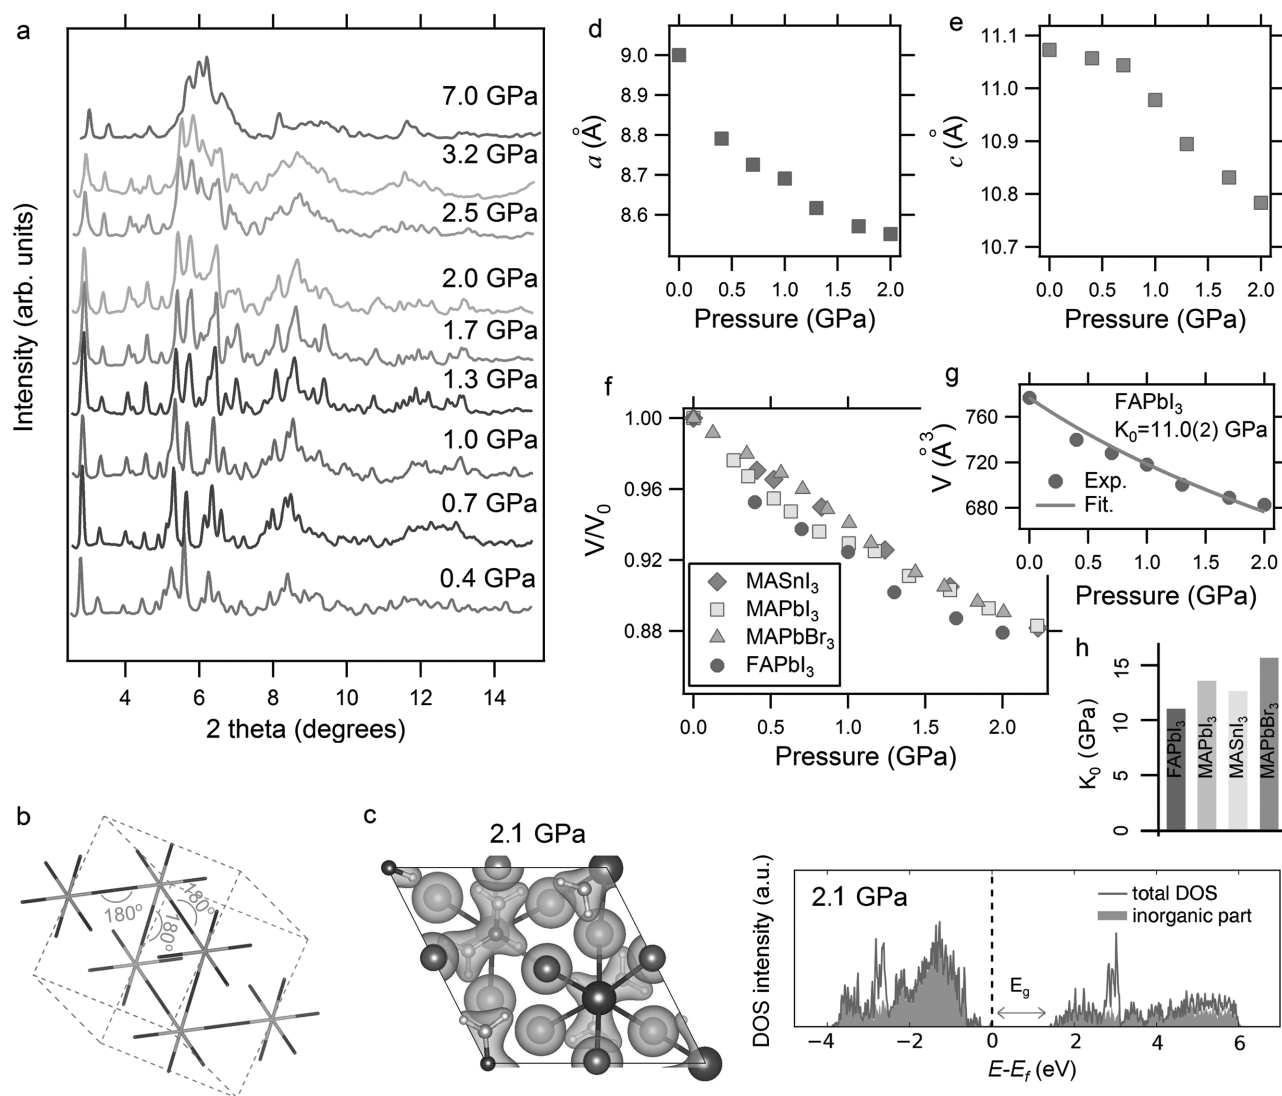 a
Intensity (arb. units)
7.0 GPa
3.2 GPa
2.5 GPa
2.0 GPa
1.7 GPa
1.3 GPa
1.0 GPa
0.7 GPa
0.4 GPa
4 6 8 10 12 14
2 theta (degrees)
d
a (Å)
9.0
8.9
8.8
8.7
8.6
0.0 0.5 1.0 1.5 2.0
Pressure (GPa)
e
c (Å)
11.1
11.0
10.9
10.8
10.7
0.0 0.5 1.0 1.5 2.0
Pressure (GPa)
f
V/V₀
1.00
0.96
0.92
0.88
MASnI₃
MAPbI₃
MAPbBr₃
FAPbI₃
0.0 0.5 1.0 1.5 2.0
Pressure (GPa)
g
V (Å³)
760
720
680
FAPbI₃
K₀=11.0(2) GPa
Exp.
Fit.
0.0 0.5 1.0 1.5 2.0
Pressure (GPa)
h
K₀ (GPa)
15
10
5
0
FAPbI₃
MAPbI₃
MASnI₃
MAPbBr₃
b
180°
180°
180°
c
2.1 GPa
DOS intensity (a.u.)
2.1 GPa
total DOS
inorganic part
E_g
−4 −2 0 2 4 6
E-E_f (eV)